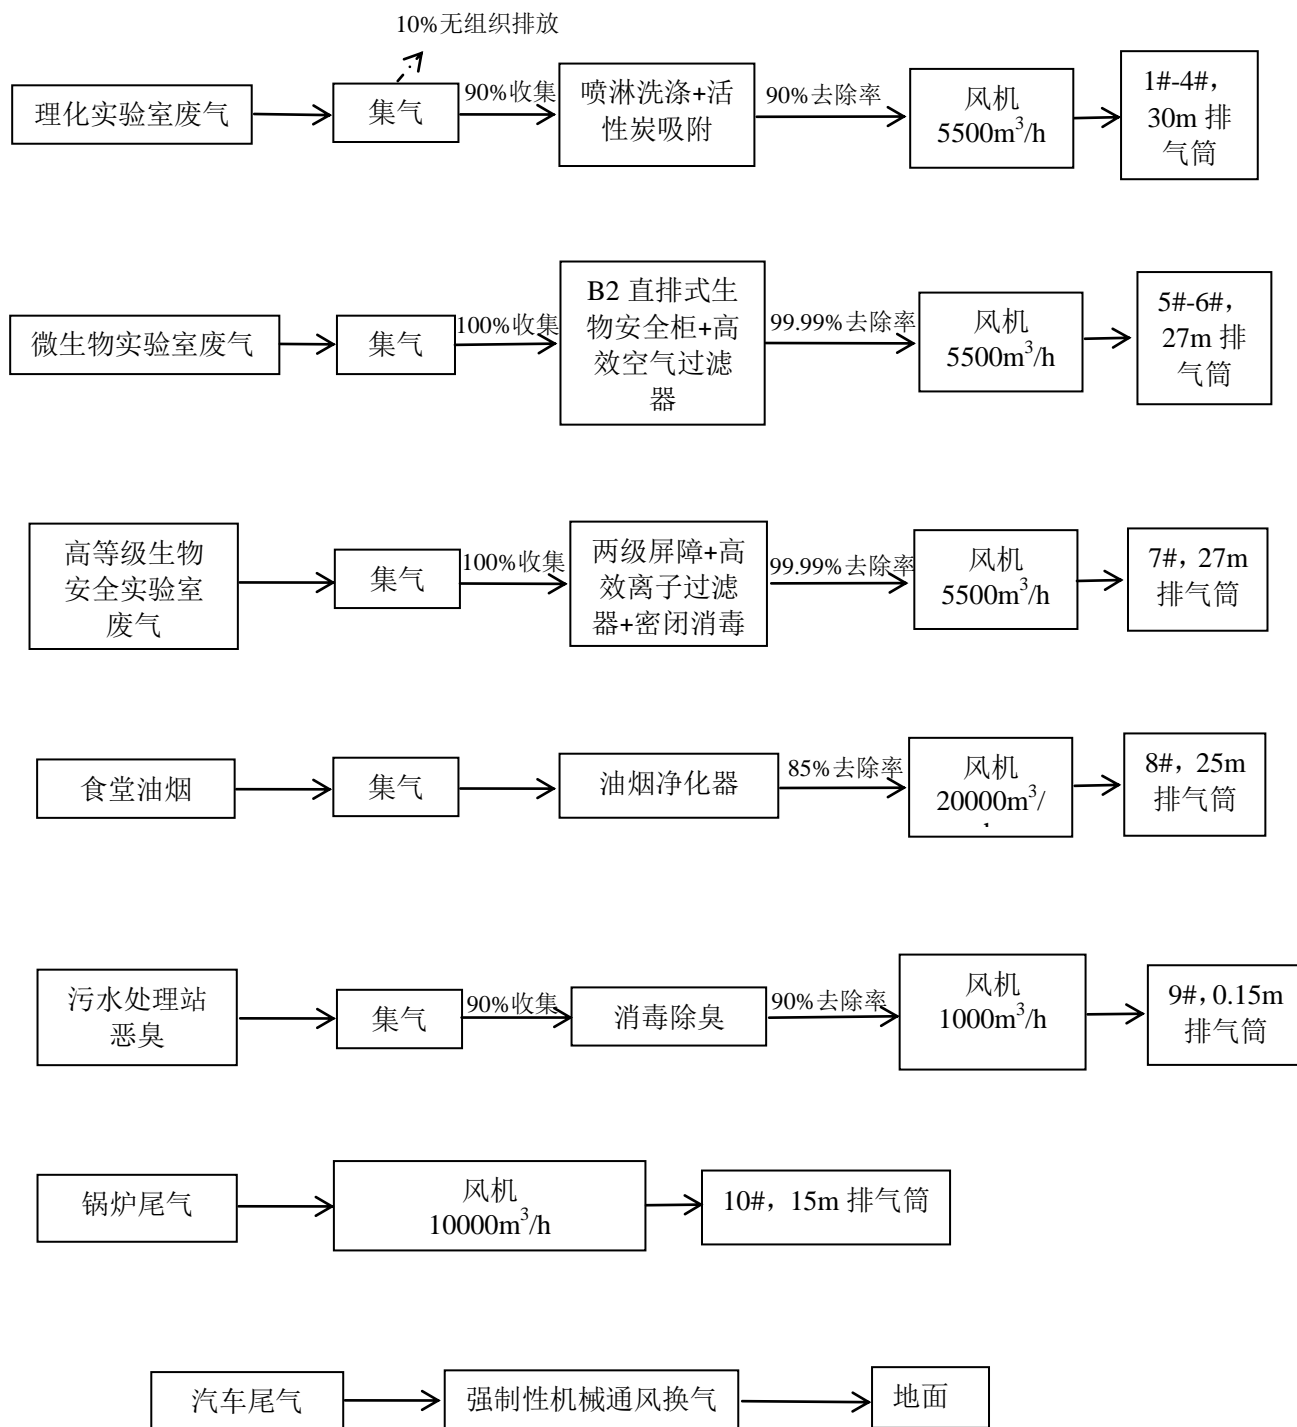 10%无组织排放
理化实验室废气
集气
90%收集
喷淋洗涤+活
性炭吸附
90%去除率
风机
5500m³/h
1#-4#，
30m 排
气筒
微生物实验室废气
集气
100%收集
B2 直排式生
物安全柜+高
效空气过滤
器
99.99%去除率
风机
5500m³/h
5#-6#，
27m 排
气筒
高等级生物
安全实验室
废气
集气
100%收集
两级屏障+高
效离子过滤
器+密闭消毒
99.99%去除率
风机
5500m³/h
7#，27m
排气筒
食堂油烟
集气
油烟净化器
85%去除率
风机
20000m³/
8#，25m
排气筒
污水处理站
恶臭
集气
90%收集
消毒除臭
90%去除率
风机
1000m³/h
9#，0.15m
排气筒
锅炉尾气
风机
10000m³/h
10#，15m 排气筒
汽车尾气
强制性机械通风换气
地面